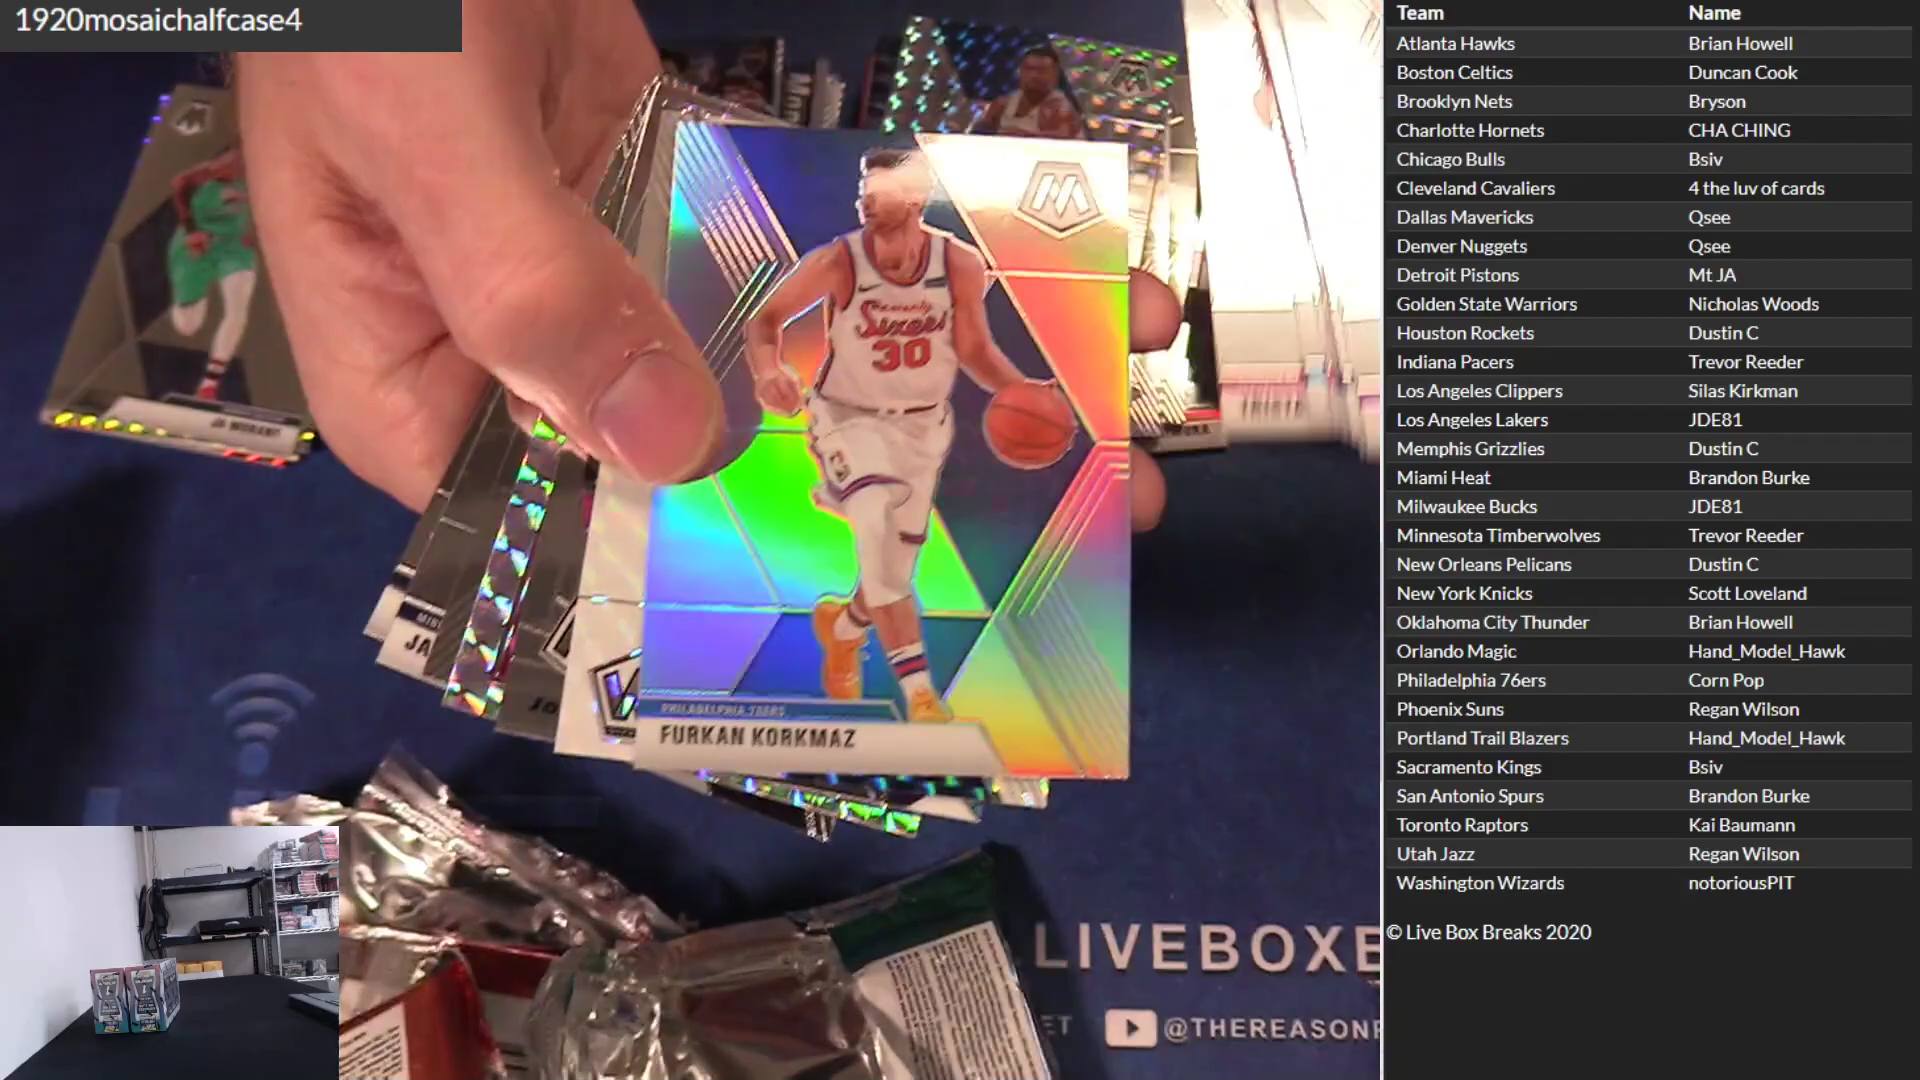 1920mosaichalfcase4
JA MORANT
Sixers
30
JA
PHILADELPHIA 76ERS
FURKAN KORKMAZ
LIVEBOXE
ET @THEREASON
Team Name
Atlanta Hawks Brian Howell
Boston Celtics Duncan Cook
Brooklyn Nets Bryson
Charlotte Hornets CHA CHING
Chicago Bulls Bsiv
Cleveland Cavaliers 4 the luv of cards
Dallas Mavericks Qsee
Denver Nuggets Qsee
Detroit Pistons Mt JA
Golden State Warriors Nicholas Woods
Houston Rockets Dustin C
Indiana Pacers Trevor Reeder
Los Angeles Clippers Silas Kirkman
Los Angeles Lakers JDE81
Memphis Grizzlies Dustin C
Miami Heat Brandon Burke
Milwaukee Bucks JDE81
Minnesota Timberwolves Trevor Reeder
New Orleans Pelicans Dustin C
New York Knicks Scott Loveland
Oklahoma City Thunder Brian Howell
Orlando Magic Hand_Model_Hawk
Philadelphia 76ers Corn Pop
Phoenix Suns Regan Wilson
Portland Trail Blazers Hand_Model_Hawk
Sacramento Kings Bsiv
San Antonio Spurs Brandon Burke
Toronto Raptors Kai Baumann
Utah Jazz Regan Wilson
Washington Wizards notoriousPIT
© Live Box Breaks 2020